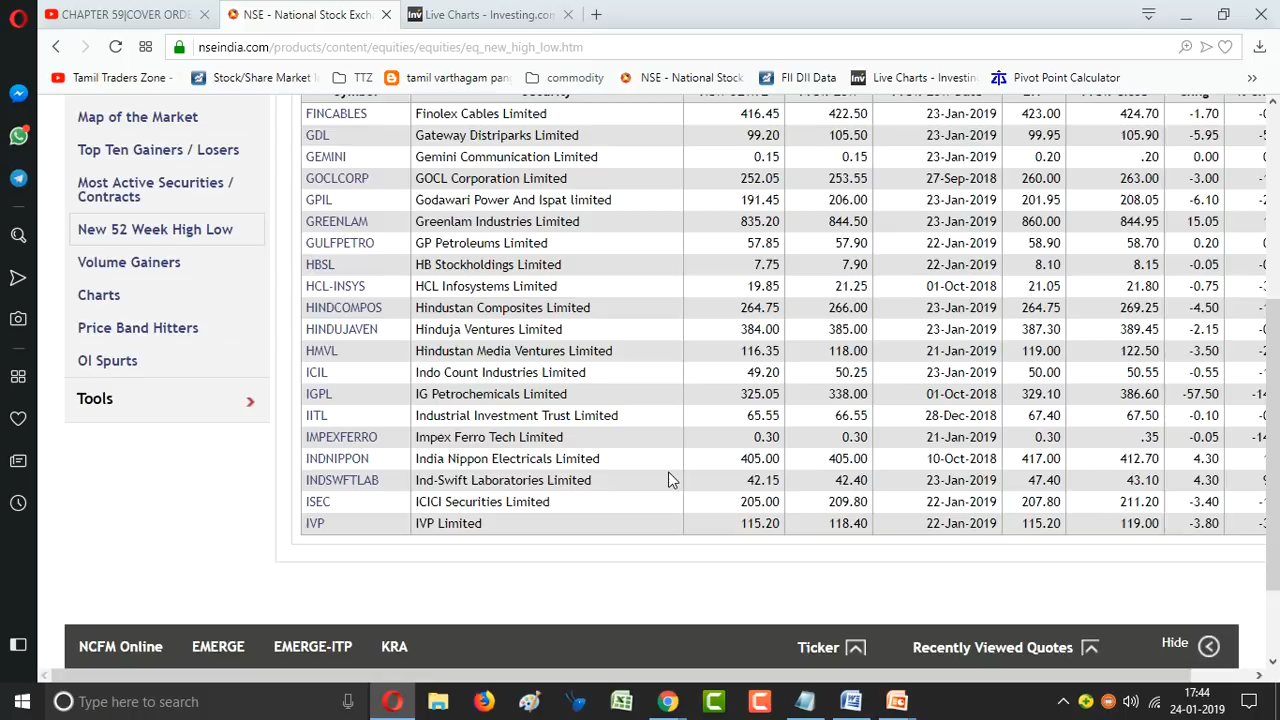 CHAPTER 59|COVER ORDE
NSE - National Stock Exch
Live Charts - Investing.com
nseindia.com/products/content/equities/equities/eq_new_high_low.htm
Tamil Traders Zone - Stock/Share Market I TTZ tamil varthagam pan commodity NSE - National Stock FII DII Data Live Charts - Investin Pivot Point Calculator
Map of the Market
Top Ten Gainers / Losers
Most Active Securities /
Contracts
New 52 Week High Low
Volume Gainers
Charts
Price Band Hitters
OI Spurts
Tools
FINCABLES Finolex Cables Limited 416.45 422.50 23-Jan-2019 423.00 424.70 -1.70
GDL Gateway Distriparks Limited 99.20 105.50 23-Jan-2019 99.95 105.90 -5.95
GEMINI Gemini Communication Limited 0.15 0.15 23-Jan-2019 0.20 .20 0.00
GOCLCORP GOCL Corporation Limited 252.05 253.55 27-Sep-2018 260.00 263.00 -3.00
GPIL Godawari Power And Ispat limited 191.45 206.00 23-Jan-2019 201.95 208.05 -6.10
GREENLAM Greenlam Industries Limited 835.20 844.50 23-Jan-2019 860.00 844.95 15.05
GULFPETRO GP Petroleums Limited 57.85 57.90 22-Jan-2019 58.90 58.70 0.20
HBSL HB Stockholdings Limited 7.75 7.90 22-Jan-2019 8.10 8.15 -0.05
HCL-INSYS HCL Infosystems Limited 19.85 21.25 01-Oct-2018 21.05 21.80 -0.75
HINDCOMPOS Hindustan Composites Limited 264.75 266.00 23-Jan-2019 264.75 269.25 -4.50
HINDUJAVEN Hinduja Ventures Limited 384.00 385.00 23-Jan-2019 387.30 389.45 -2.15
HMVL Hindustan Media Ventures Limited 116.35 118.00 21-Jan-2019 119.00 122.50 -3.50
ICIL Indo Count Industries Limited 49.20 50.25 23-Jan-2019 50.00 50.55 -0.55
IGPL IG Petrochemicals Limited 325.05 338.00 01-Oct-2018 329.10 386.60 -57.50 -14
IITL Industrial Investment Trust Limited 65.55 66.55 28-Dec-2018 67.40 67.50 -0.10
IMPEXFERRO Impex Ferro Tech Limited 0.30 0.30 21-Jan-2019 0.30 .35 -0.05 -14
INDNIPPON India Nippon Electricals Limited 405.00 405.00 10-Oct-2018 417.00 412.70 4.30
INDSWFTLAB Ind-Swift Laboratories Limited 42.15 42.40 23-Jan-2019 47.40 43.10 4.30
ISEC ICICI Securities Limited 205.00 209.80 22-Jan-2019 207.80 211.20 -3.40
IVP IVP Limited 115.20 118.40 22-Jan-2019 115.20 119.00 -3.80
NCFM Online EMERGE EMERGE-ITP KRA Ticker Recently Viewed Quotes Hide
Type here to search
17:44
24-01-2019